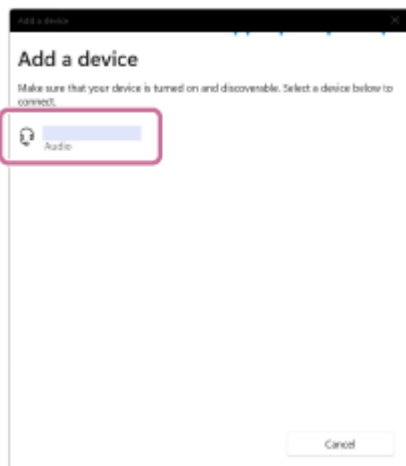 Add a device
Add a device
Make sure that your device is turned on and discoverable. Select a device below to
connect.
Audio
Cancel